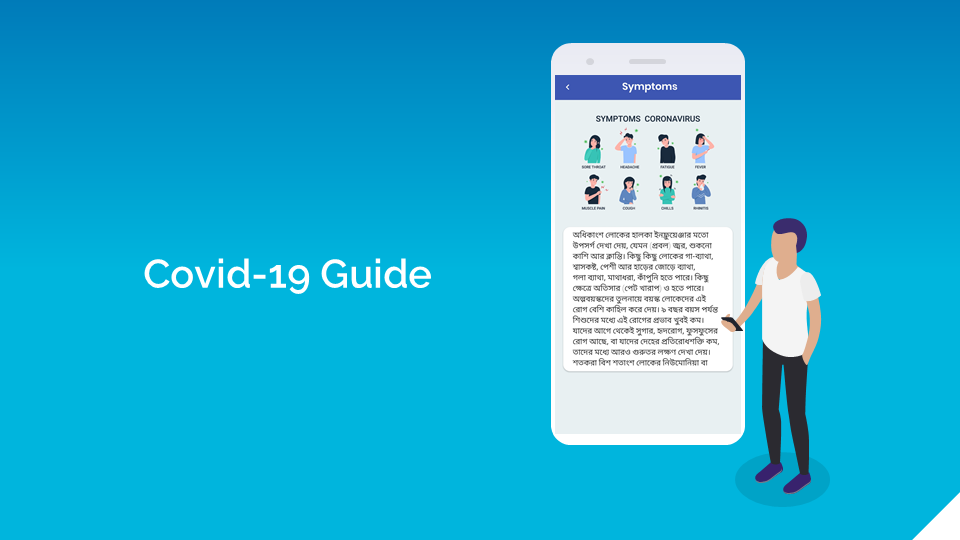 Covid-19 Guide
Symptoms
SYMPTOMS CORONAVIRUS
SORE THROAT HEADACHE FATIGUE FEVER
MUSCLE PAIN COUGH CHILLS RHINITIS
অধিকাংশ লোকের হালকা ইনফ্লুয়েঞ্জার মতো
উপসর্গ দেখা দেয়, যেমন (প্রবল) জ্বর, শুকনো
কাশি আর ক্লান্তি। কিছু কিছু লোকের গা-ব্যাথা,
শ্বাসকষ্ট, পেশী আর হাড়ের জোড়ে ব্যাথা,
গলা ব্যাথা, মাথাধরা, কাঁপুনি হতে পারে। কিছু
ক্ষেত্রে অতিসার (পেট খারাপ) ও হতে পারে।
অল্পবয়স্কদের তুলনায়ে বয়স্ক লোকেদের এই
রোগ বেশি কাহিল করে দেয়। ৯ বছর বয়স পর্যন্ত
শিশুদের মধ্যে এই রোগের প্রভাব খুবই কম।
যাদের আগে থেকেই সুগার, হৃদরোগ, ফুসফুসের
রোগ আছে, বা যাদের দেহের প্রতিরোধশক্তি কম,
তাদের মধ্যে আরও গুরুতর লক্ষণ দেখা দেয়।
শতকরা বিশ শতাংশ লোকের নিউমোনিয়া বা